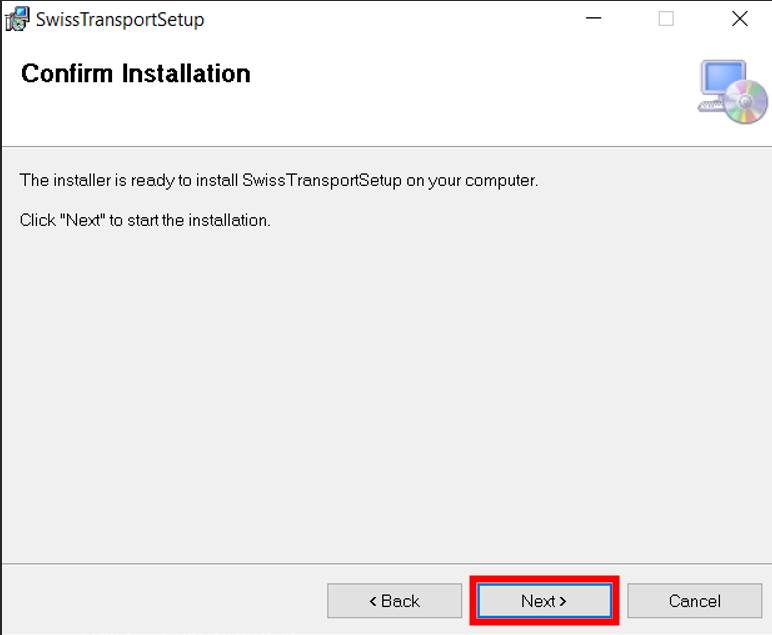 SwissTransportSetup
Confirm Installation
The installer is ready to install SwissTransportSetup on your computer.
Click "Next" to start the installation.
< Back
Next >
Cancel